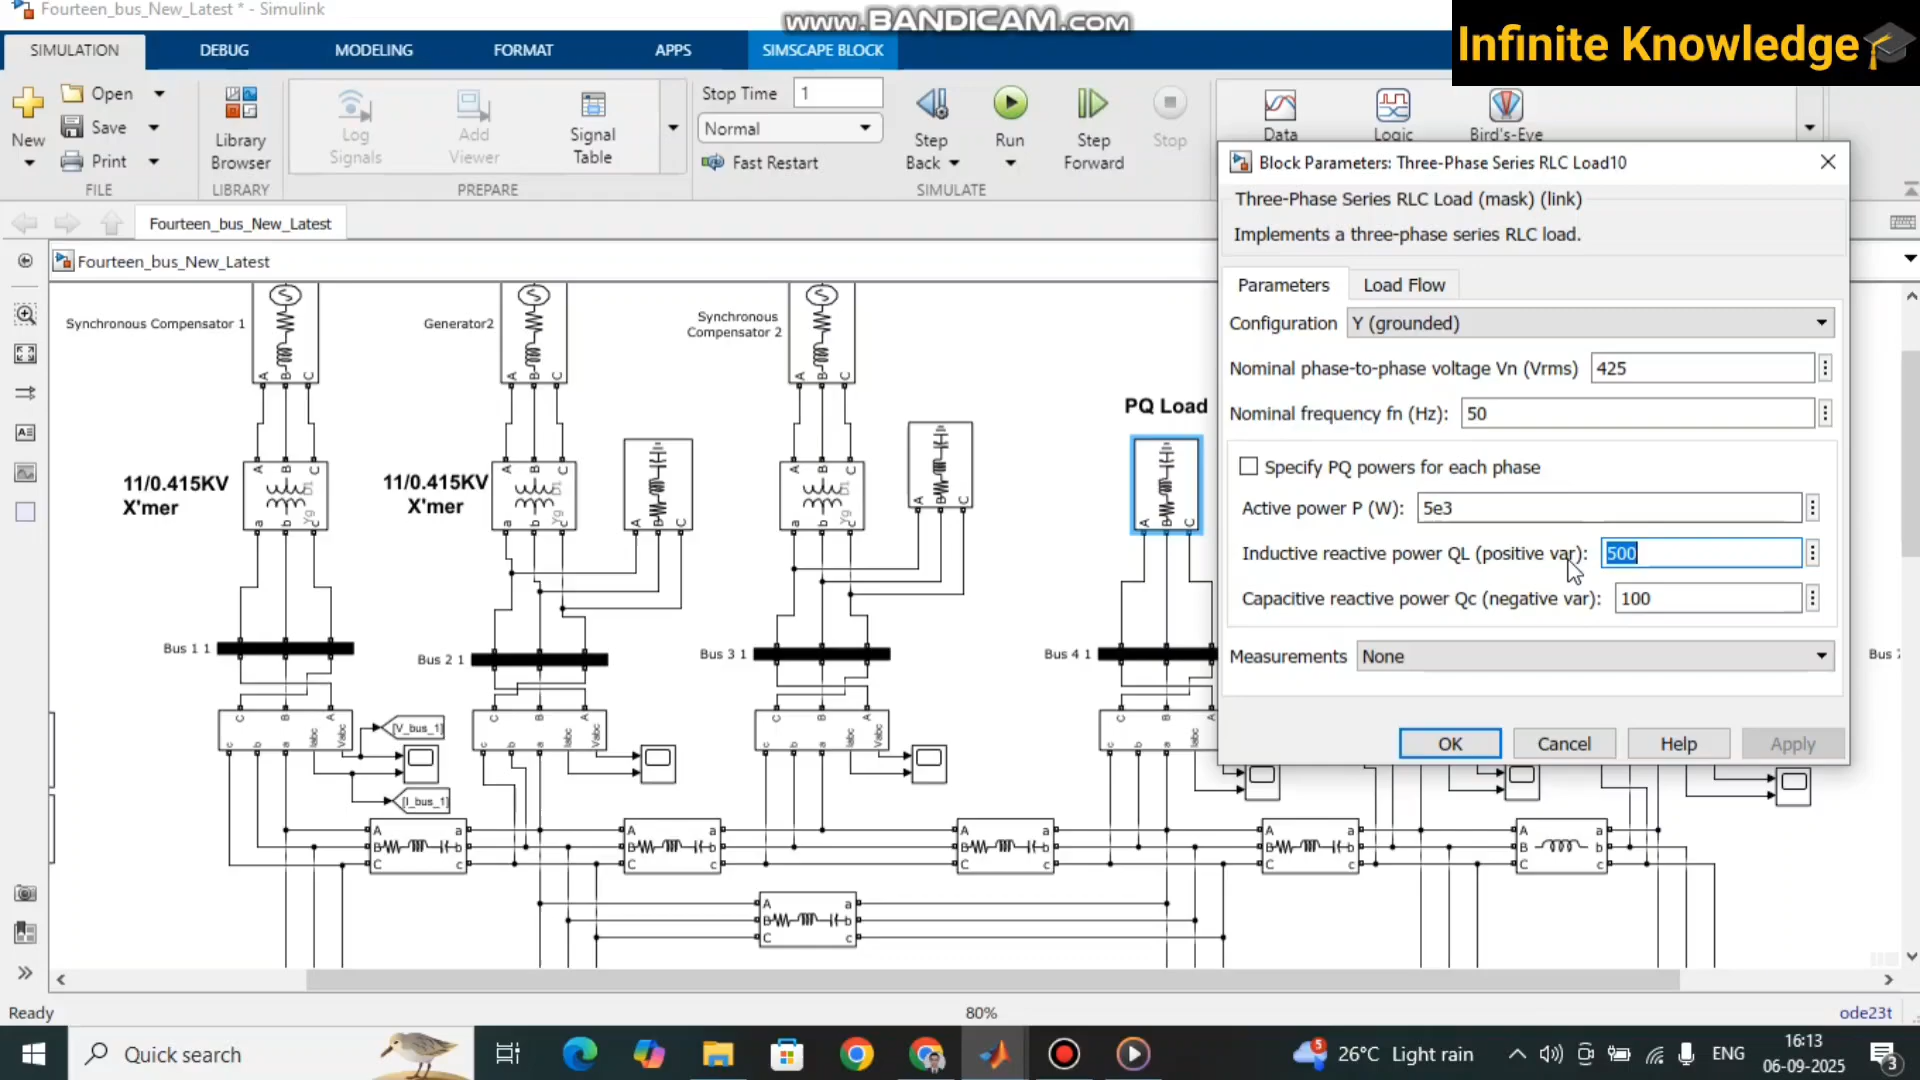 Fourteen_bus_New_Latest * - Simulink
www.BANDICAM.com
Infinite Knowledge
SIMULATION DEBUG MODELING FORMAT APPS SIMSCAPE BLOCK
New
Open
Save
Print
FILE
Library Browser
LIBRARY
Log Signals
Add Viewer
Signal Table
PREPARE
Stop Time 1
Normal
Fast Restart
Step Back
Run
Step Forward
Stop
SIMULATE
Data
Logic
Bird's-Eye
Fourteen_bus_New_Latest
Fourteen_bus_New_Latest
Block Parameters: Three-Phase Series RLC Load10
Three-Phase Series RLC Load (mask) (link)
Implements a three-phase series RLC load.
Parameters Load Flow
Configuration Y (grounded)
Nominal phase-to-phase voltage Vn (Vrms) 425
Nominal frequency fn (Hz): 50
Specify PQ powers for each phase
Active power P (W): 5e3
Inductive reactive power QL (positive var): 500
Capacitive reactive power Qc (negative var): 100
Measurements None
OK Cancel Help Apply
Synchronous Compensator 1
Generator2
Synchronous
Compensator 2
PQ Load
A B C
A B C
A B C
11/0.415KV
X'mer
11/0.415KV
X'mer
A B C
A B C
A B C
a b c
a b c
a b c
A B C
A B C
A B C
Bus 1 1
Bus 2 1
Bus 3 1
Bus 4 1
C B A
C B A
C B A
C B A
c b a Iabc Vabc
c b a Iabc Vabc
c b a Iabc Vabc
c b a
[V_bus_1]
[I_bus_1]
A a
B b
C c
A a
B b
C c
A a
B b
C c
A a
B b
C c
A a
B b
C c
A a
B b
C c
Ready 80% ode23t
Quick search
5
26°C Light rain
ENG
16:13
06-09-2025
3